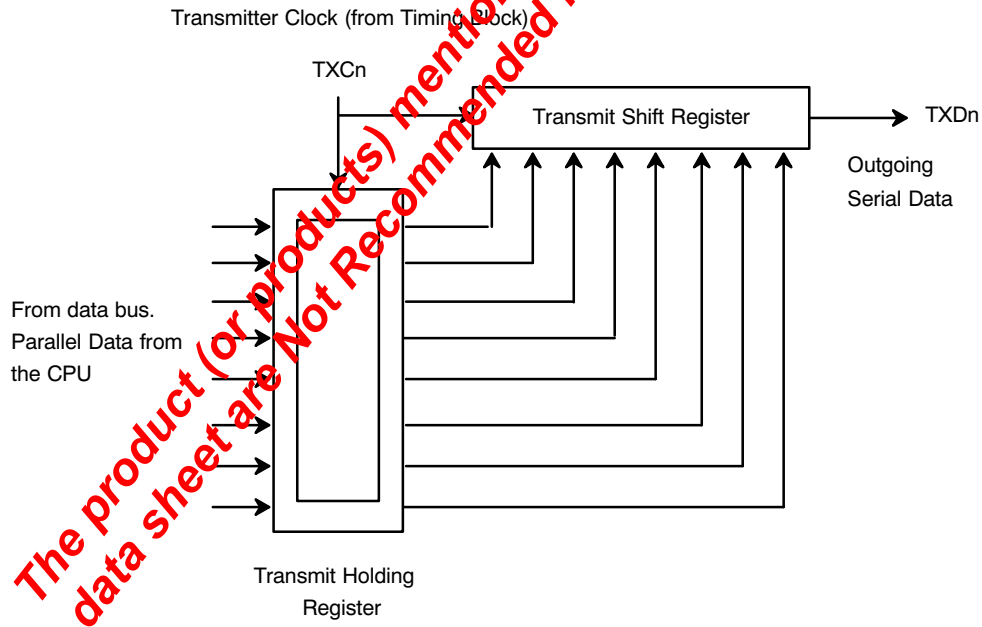 Transmitter Clock (from Timing Block)
TXCn
Transmit Shift Register
TXDn
Outgoing
Serial Data
From data bus.
Parallel Data from
the CPU
Transmit Holding
Register
The product (or products) mention
data sheet are Not Recommended